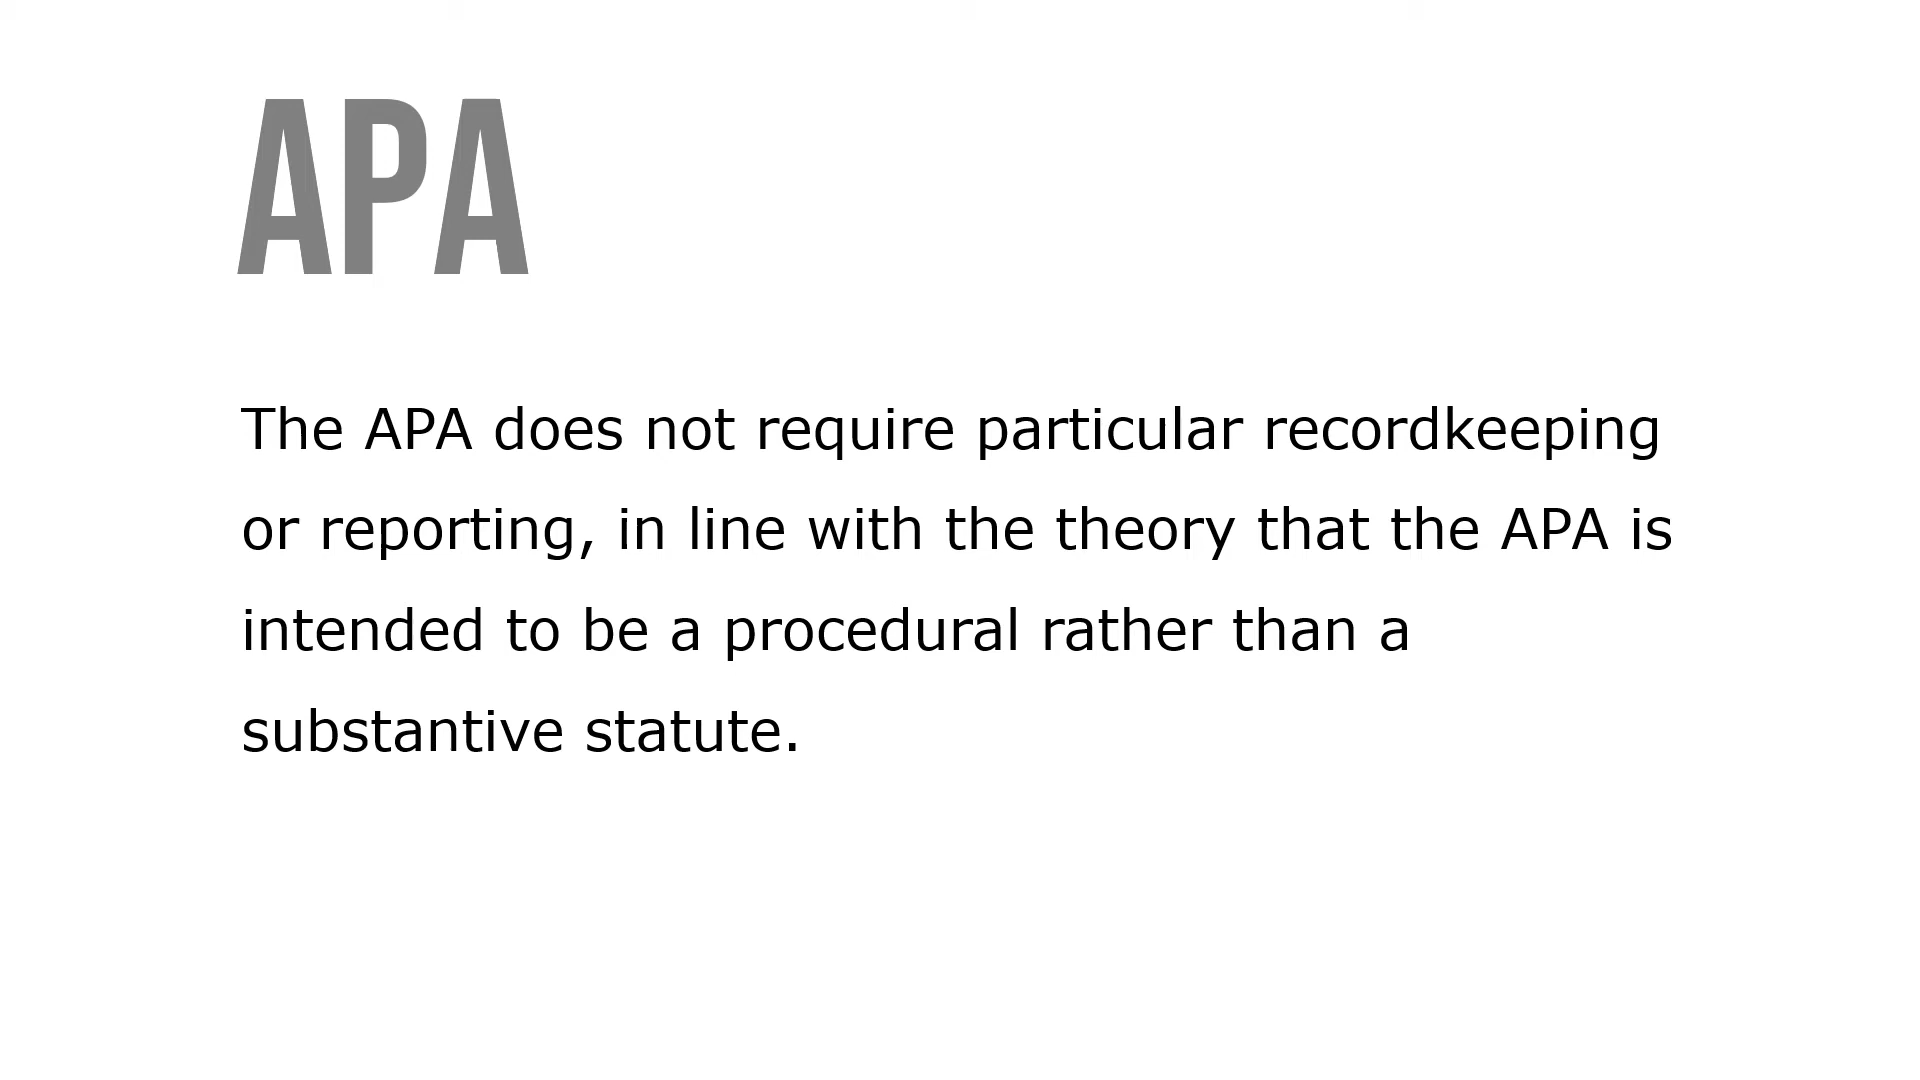 APA
The APA does not require particular recordkeeping
or reporting, in line with the theory that the APA is
intended to be a procedural rather than a
substantive statute.